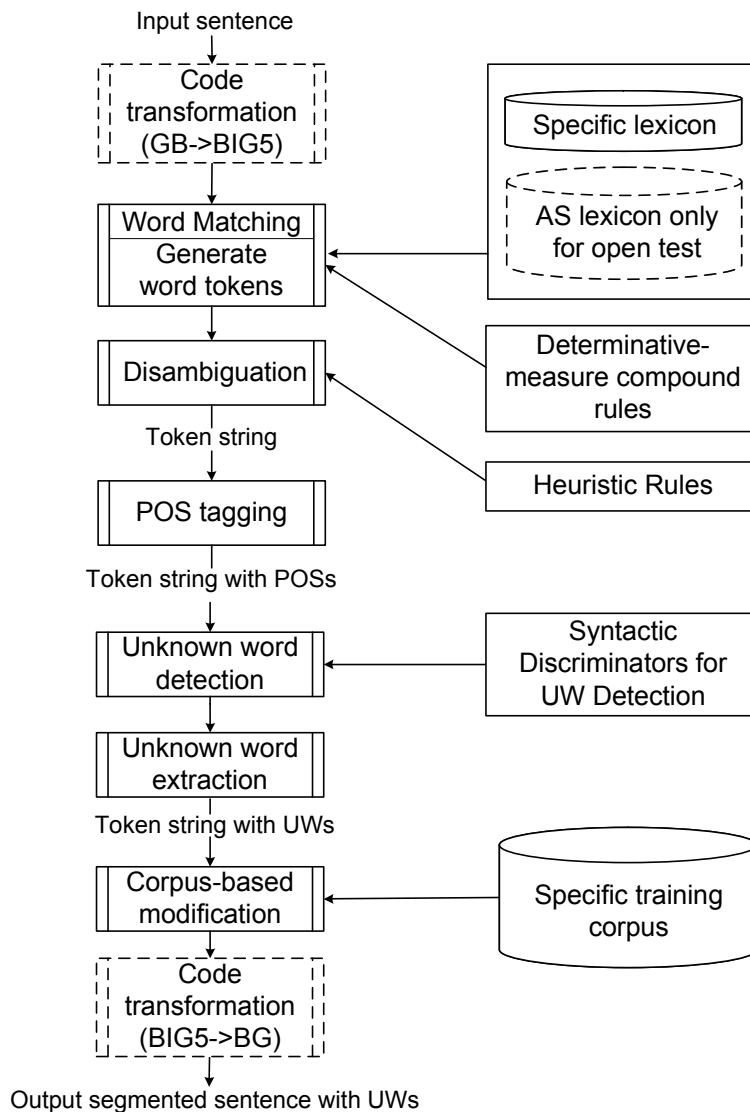 Input sentence
Code
transformation
(GB->BIG5)
Specific lexicon
AS lexicon only
for open test
Word Matching
Generate
word tokens
Determinative-
measure compound
rules
Disambiguation
Token string
Heuristic Rules
POS tagging
Token string with POSs
Unknown word
detection
Syntactic
Discriminators for
UW Detection
Unknown word
extraction
Token string with UWs
Corpus-based
modification
Specific training
corpus
Code
transformation
(BIG5->BG)
Output segmented sentence with UWs